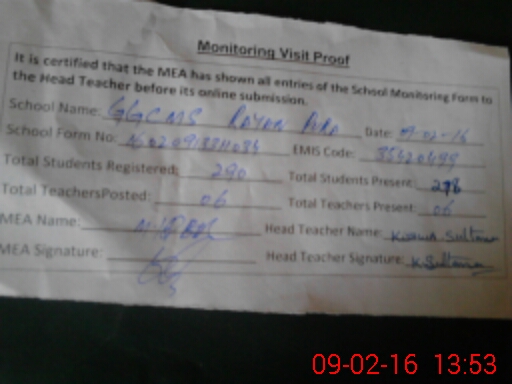 Monitoring Visit Proof
It is certified that the MEA has shown all entries of the School Monitoring Form to
the Head Teacher before its online submission.
School Name: GGCMS Date: 09-02-16
School Form No: EMIS Code:
Total Students Registered: 290 Total Students Present:
Total TeachersPosted: 06 Total Teachers Present: 06
MEA Name: Head Teacher Name: Sultana
MEA Signature: Head Teacher Signature: K Sultana
09-02-16 13:53